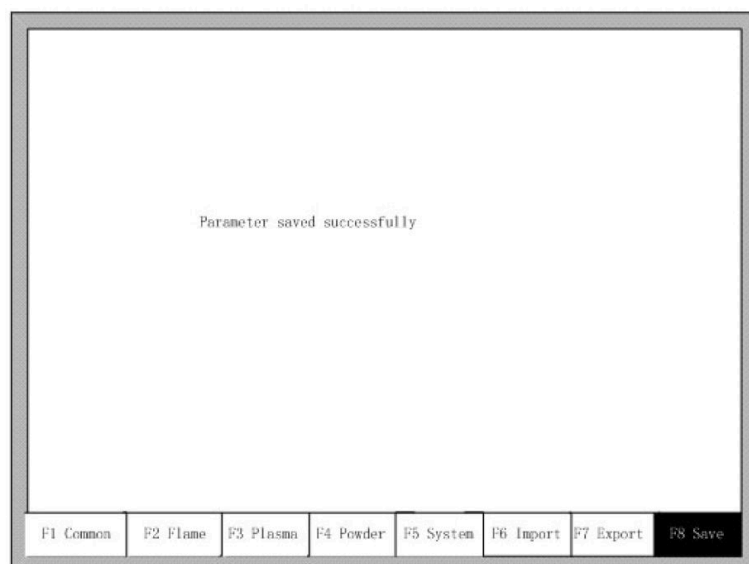 Parameter saved successfully
F1 Common F2 Flame F3 Plasma F4 Powder F5 System F6 Import F7 Export F8 Save